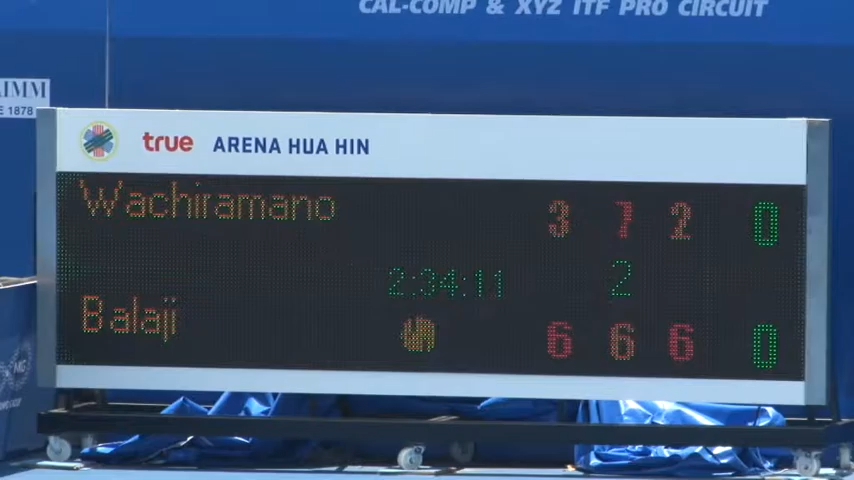 CAL-COMP & XYZ ITF PRO CIRCUIT
E 1878
true ARENA HUA HIN
Wachiramano 3 7 2 0
2:34:11 2
Balaji 6 6 6 0